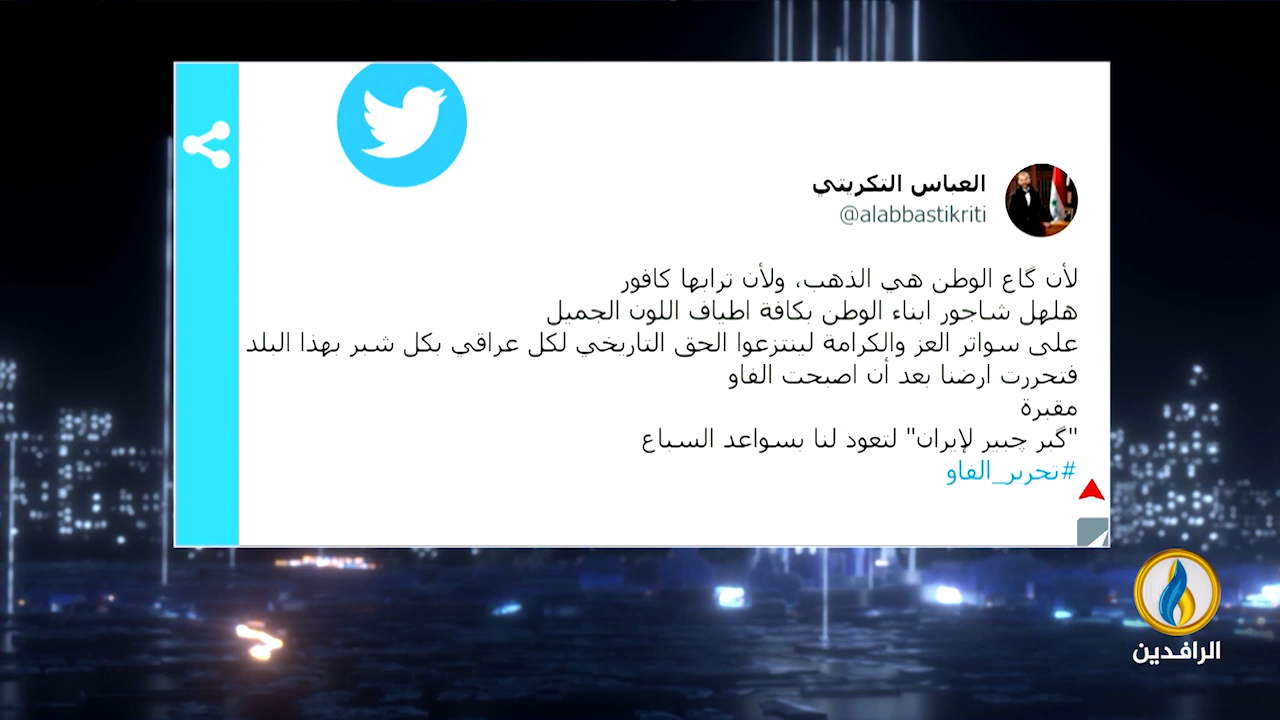 العباس التكريتي
@alabbastikriti
لأن گاع الوطن هي الذهب، ولأن ترابها كافور
هلهل شاجور ابناء الوطن بكافة اطياف اللون الجميل
على سواتر العز والكرامة لينتزعوا الحق التاريخي لكل عراقي بكل شبر بهذا البلد
فتحررت ارضنا بعد أن اصبحت الفاو
مقبرة
"گبر چبير لإيران" لتعود لنا بسواعد السباع
#تحرير_الفاو
الرافدين